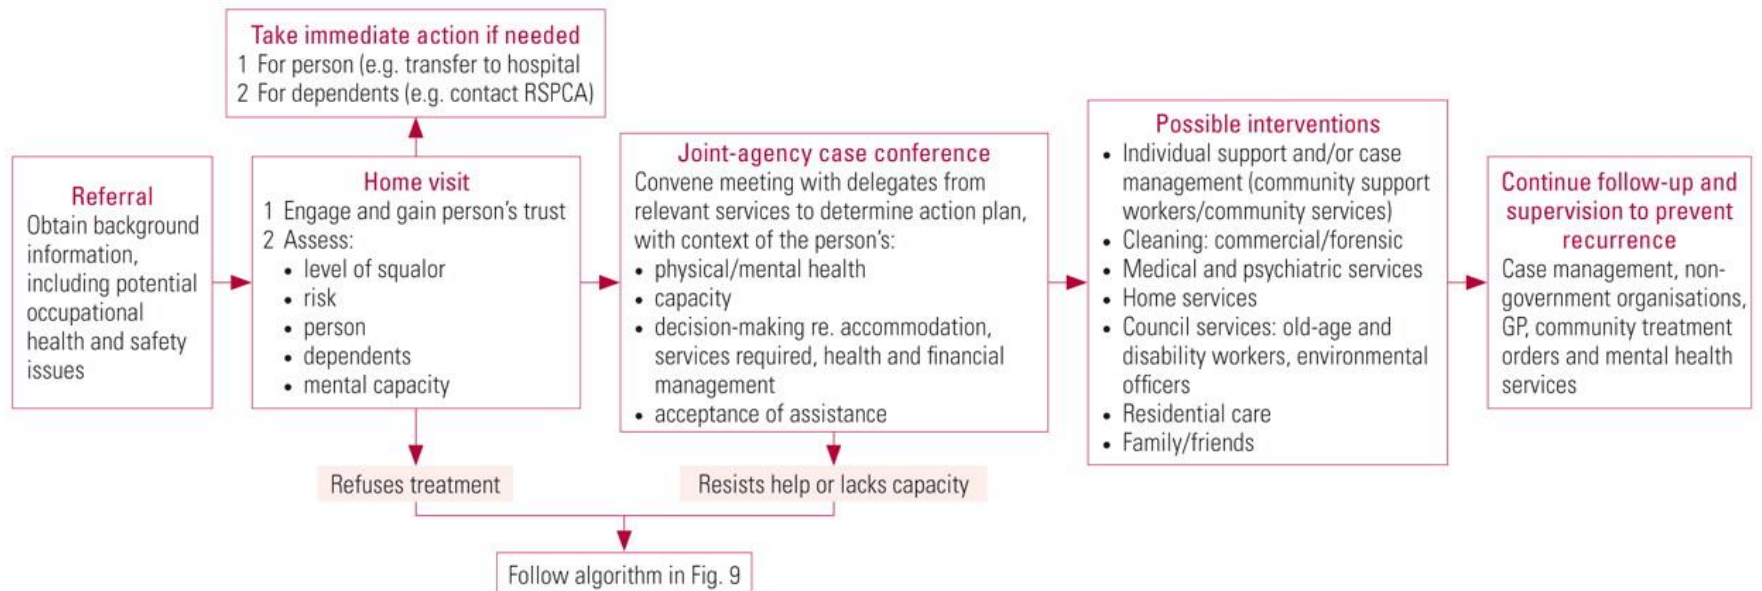 Take immediate action if needed
1 For person (e.g. transfer to hospital
2 For dependents (e.g. contact RSPCA)
Referral
Obtain background
information,
including potential
occupational
health and safety
issues
Home visit
1 Engage and gain person's trust
2 Assess:
• level of squalor
• risk
• person
• dependents
• mental capacity
Joint-agency case conference
Convene meeting with delegates from
relevant services to determine action plan,
with context of the person's:
• physical/mental health
• capacity
• decision-making re. accommodation,
services required, health and financial
management
• acceptance of assistance
Possible interventions
• Individual support and/or case
management (community support
workers/community services)
• Cleaning: commercial/forensic
• Medical and psychiatric services
• Home services
• Council services: old-age and
disability workers, environmental
officers
• Residential care
• Family/friends
Continue follow-up and
supervision to prevent
recurrence
Case management, non-
government organisations,
GP, community treatment
orders and mental health
services
Refuses treatment
Resists help or lacks capacity
Follow algorithm in Fig. 9